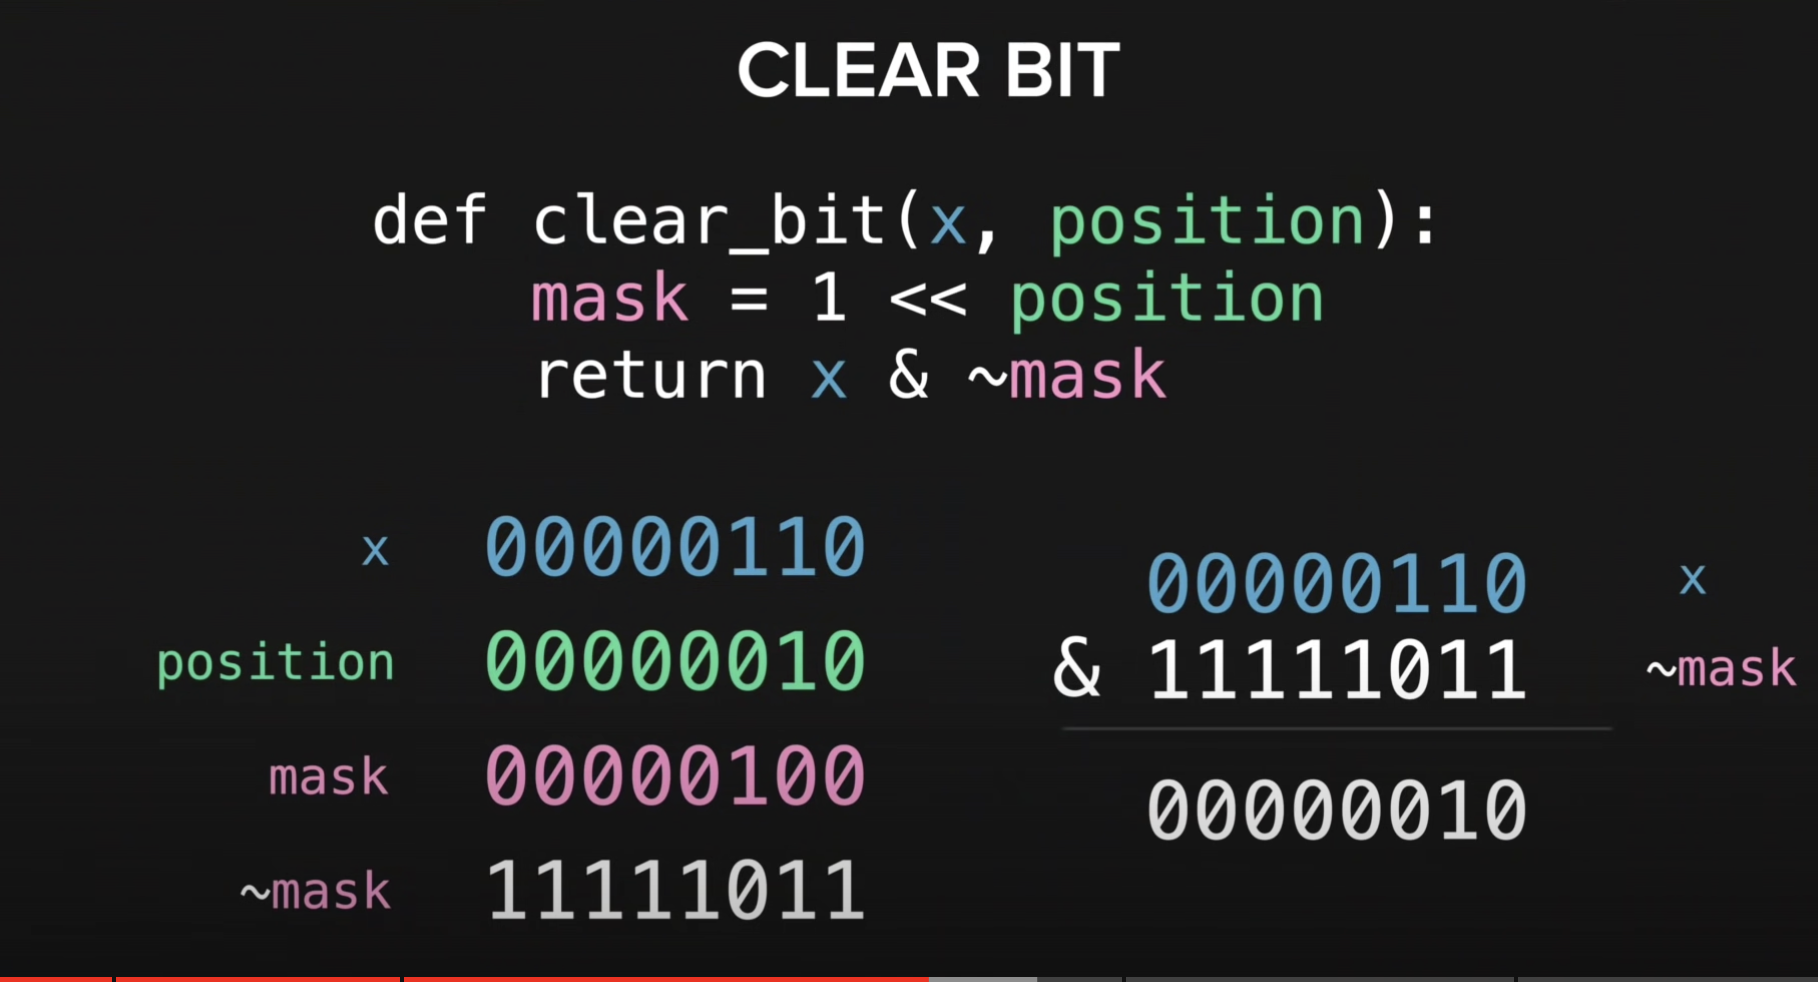 CLEAR BIT
def clear_bit(x, position):
mask = 1 << position
return x & ~mask
x 00000110
position 00000010
mask 00000100
~mask 11111011
00000110 x
& 11111011 ~mask
00000010